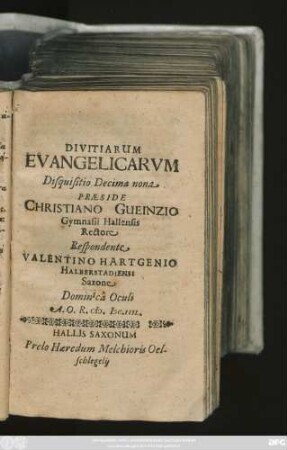 DIVITIARUM
EVANGELICARVM
Disquisitio Decima nona
PRÆSIDE
CHRISTIANO GUEINZIO
Gymnasii Hallensis
Rectore
Respondente
VALENTINO HARTGENIO
HALBERSTADIENSI
Saxone
Dominicâ Oculi
A. O. R.
HALLIS SAXONUM
Prelo Hæredum Melchioris Oel-
schlegelij